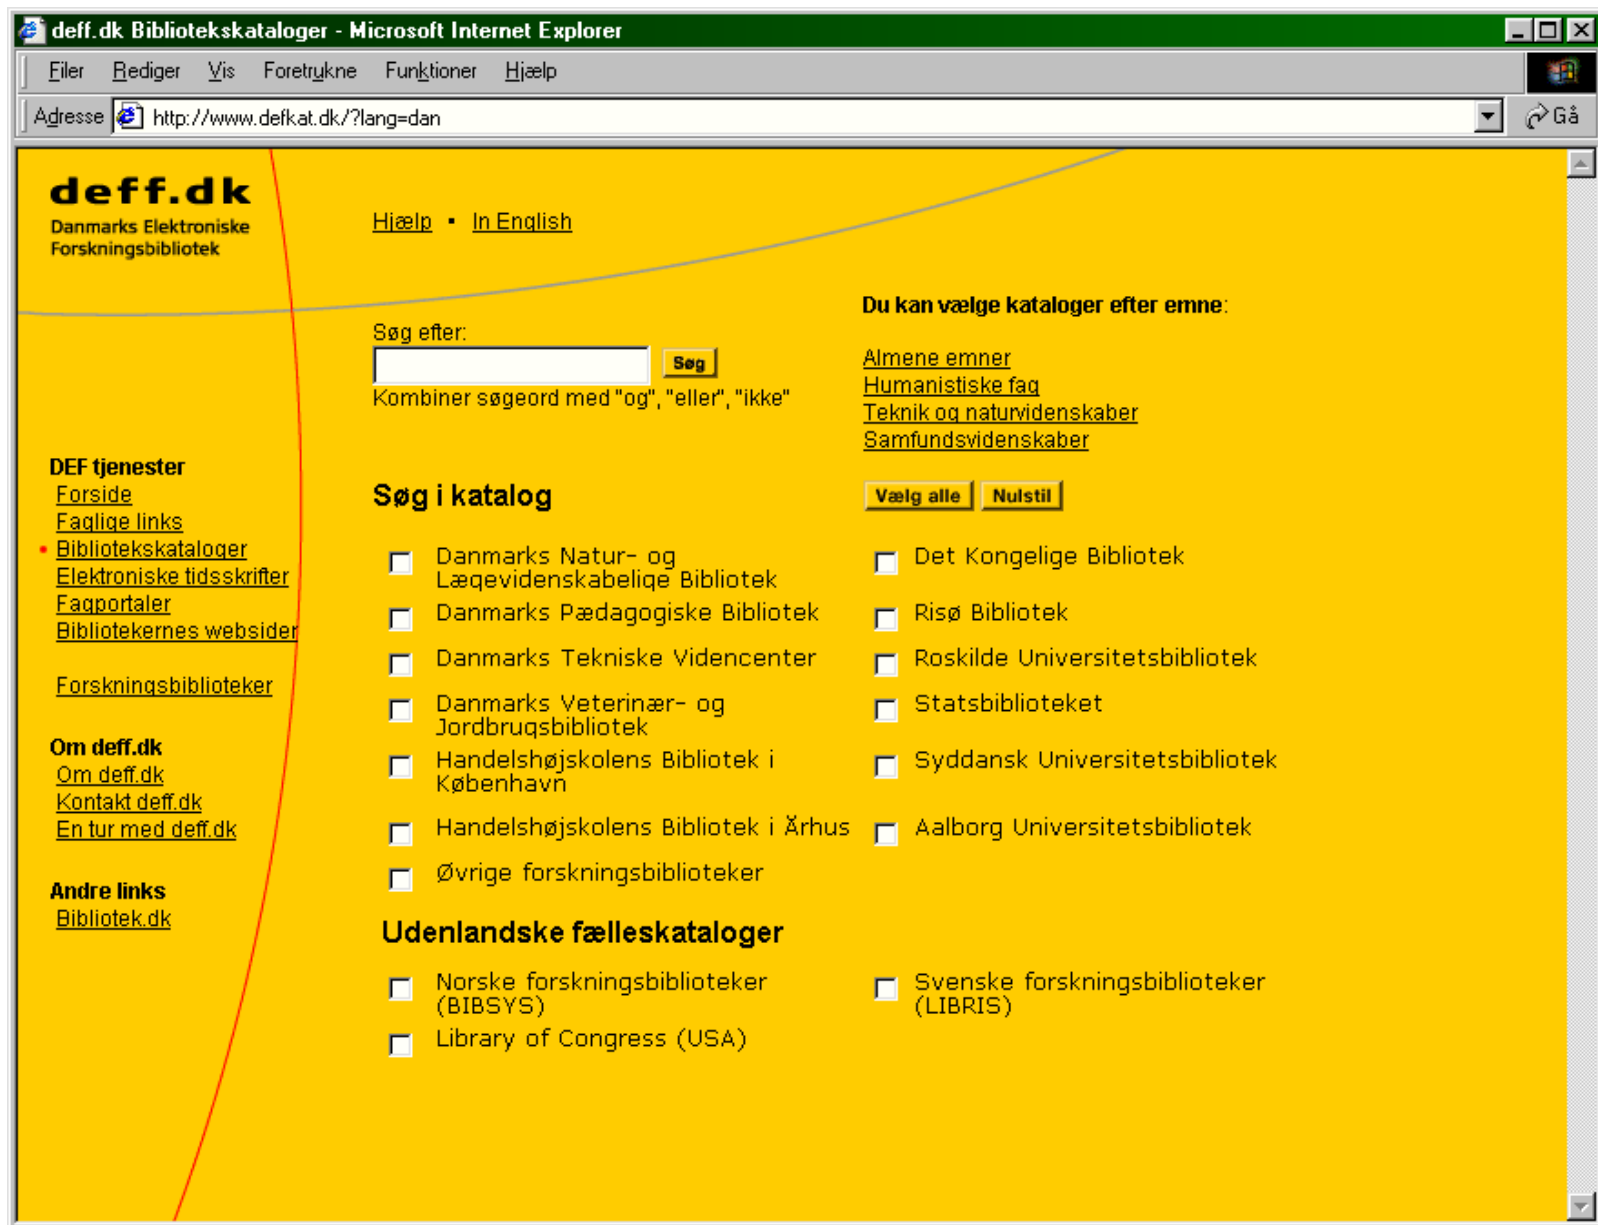 deff.dk Bibliotekskataloger - Microsoft Internet Explorer
Filer Rediger Vis Foretrukne Funktioner Hjælp
Adresse http://www.defkat.dk/?lang=dan Gå
deff.dk
Danmarks Elektroniske
Forskningsbibliotek
Hjælp ▪ In English
Søg efter:
Søg
Kombiner søgeord med "og", "eller", "ikke"
Du kan vælge kataloger efter emne:
Almene emner
Humanistiske fag
Teknik og naturvidenskaber
Samfundsvidenskaber
DEF tjenester
Forside
Faglige links
Bibliotekskataloger
Elektroniske tidsskrifter
Fagportaler
Bibliotekernes websider
Forskningsbiblioteker
Om deff.dk
Om deff.dk
Kontakt deff.dk
En tur med deff.dk
Andre links
Bibliotek.dk
Søg i katalog
Vælg alle Nulstil
Danmarks Natur- og
Lægevidenskabelige Bibliotek
Det Kongelige Bibliotek
Danmarks Pædagogiske Bibliotek
Risø Bibliotek
Danmarks Tekniske Videncenter
Roskilde Universitetsbibliotek
Danmarks Veterinær- og
Jordbrugsbibliotek
Statsbiblioteket
Handelshøjskolens Bibliotek i
København
Syddansk Universitetsbibliotek
Handelshøjskolens Bibliotek i Århus
Aalborg Universitetsbibliotek
Øvrige forskningsbiblioteker
Udenlandske fælleskataloger
Norske forskningsbiblioteker
(BIBSYS)
Svenske forskningsbiblioteker
(LIBRIS)
Library of Congress (USA)